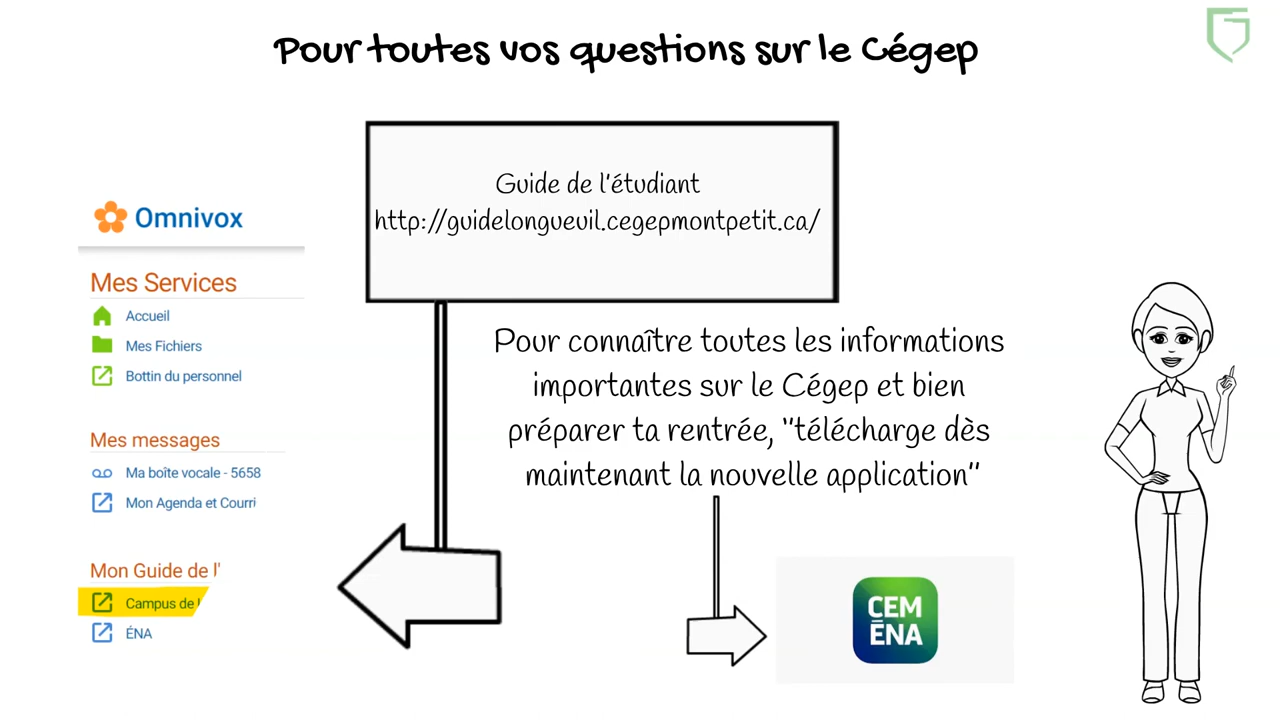 Pour toutes vos questions sur le Cégep
Guide de l'étudiant
http://guidelongueuil.cegepmontpetit.ca/
Omnivox
Mes Services
Accueil
Mes Fichiers
Bottin du personnel
Mes messages
Ma boîte vocale - 5658
Mon Agenda et Courri
Mon Guide de l'
Campus de
ÉNA
Pour connaître toutes les informations
importantes sur le Cégep et bien
préparer ta rentrée, "télécharge dès
maintenant la nouvelle application"
CEM
ÉNA